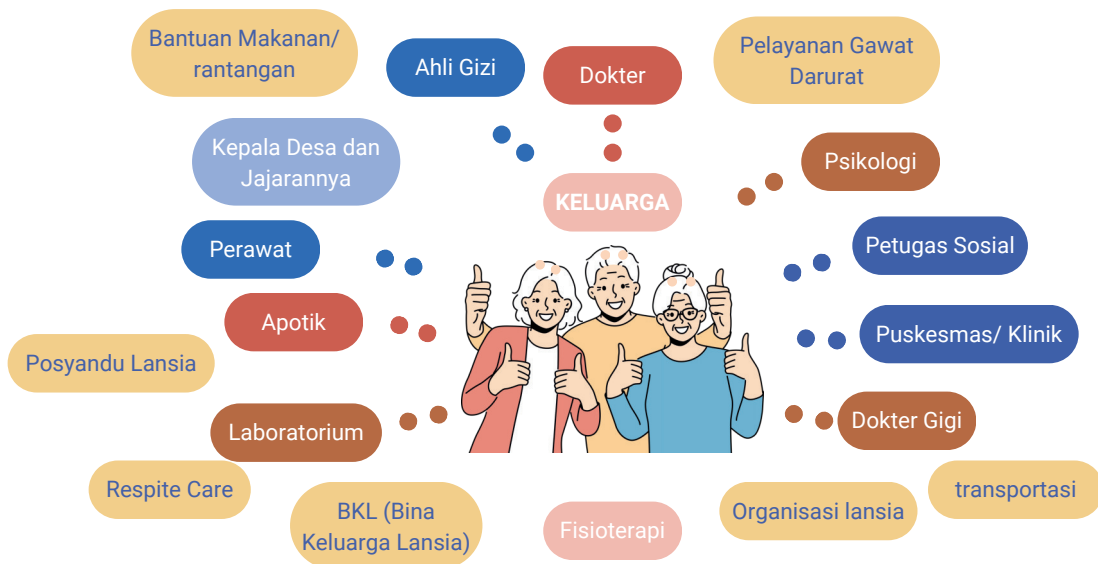 Bantuan Makanan/
rantangan
Ahli Gizi
Dokter
Pelayanan Gawat
Darurat
Kepala Desa dan
Jajarannya
Psikologi
KELUARGA
Perawat
Petugas Sosial
Apotik
Puskesmas/ Klinik
Posyandu Lansia
Laboratorium
Dokter Gigi
Respite Care
transportasi
BKL (Bina
Keluarga Lansia)
Fisioterapi
Organisasi lansia